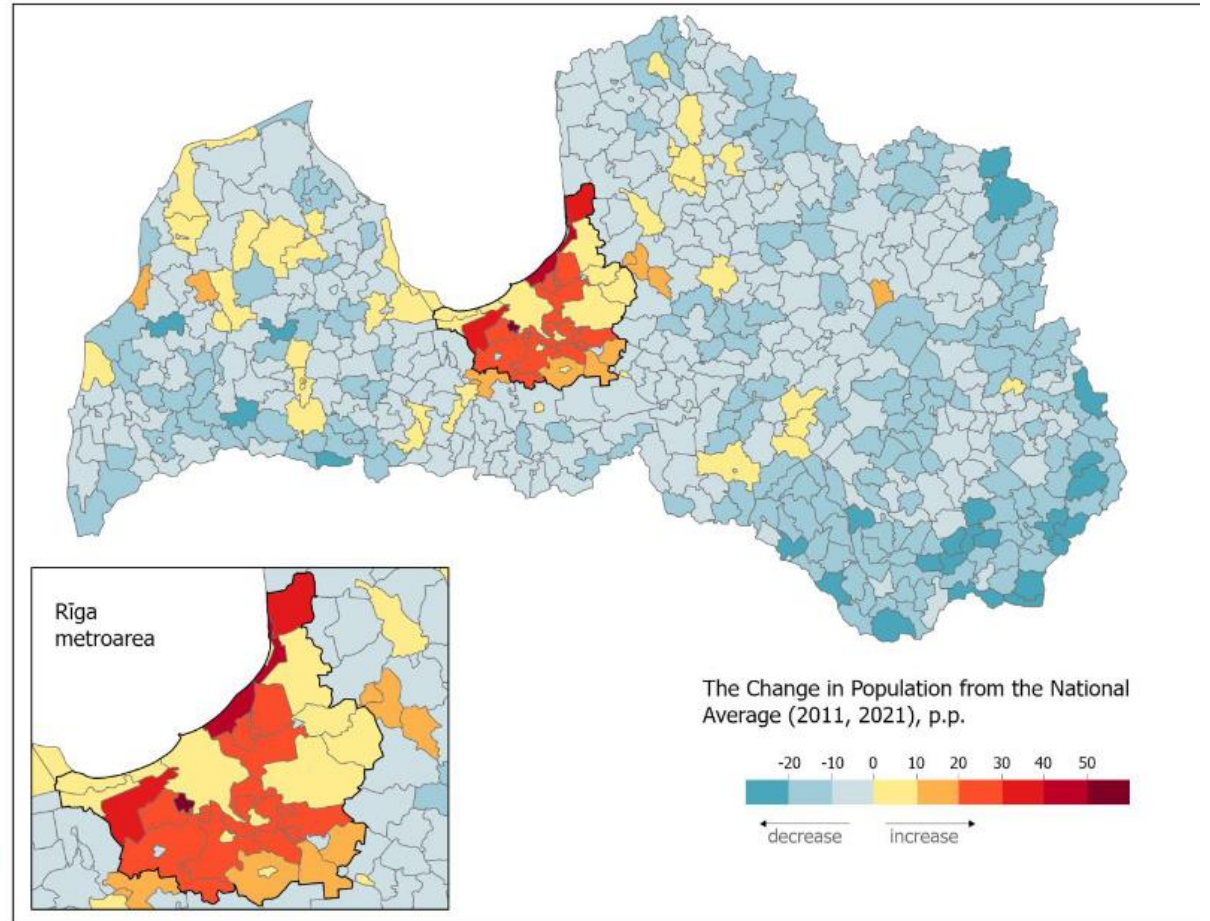 Rīga
metroarea
The Change in Population from the National
Average (2011, 2021), p.p.
-20 -10 0 10 20 30 40 50
decrease increase